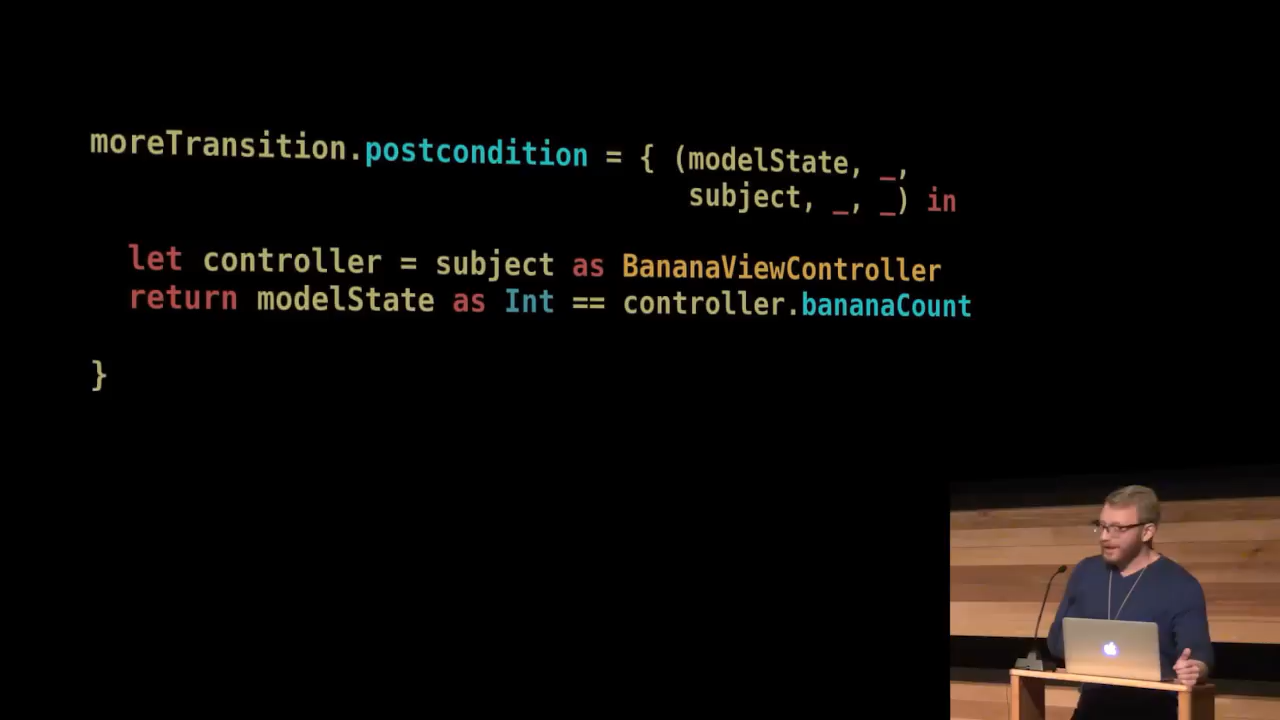 moreTransition.postcondition = { (modelState, _,
subject, _, _) in
let controller = subject as BananaViewController
return modelState as Int == controller.bananaCount
}